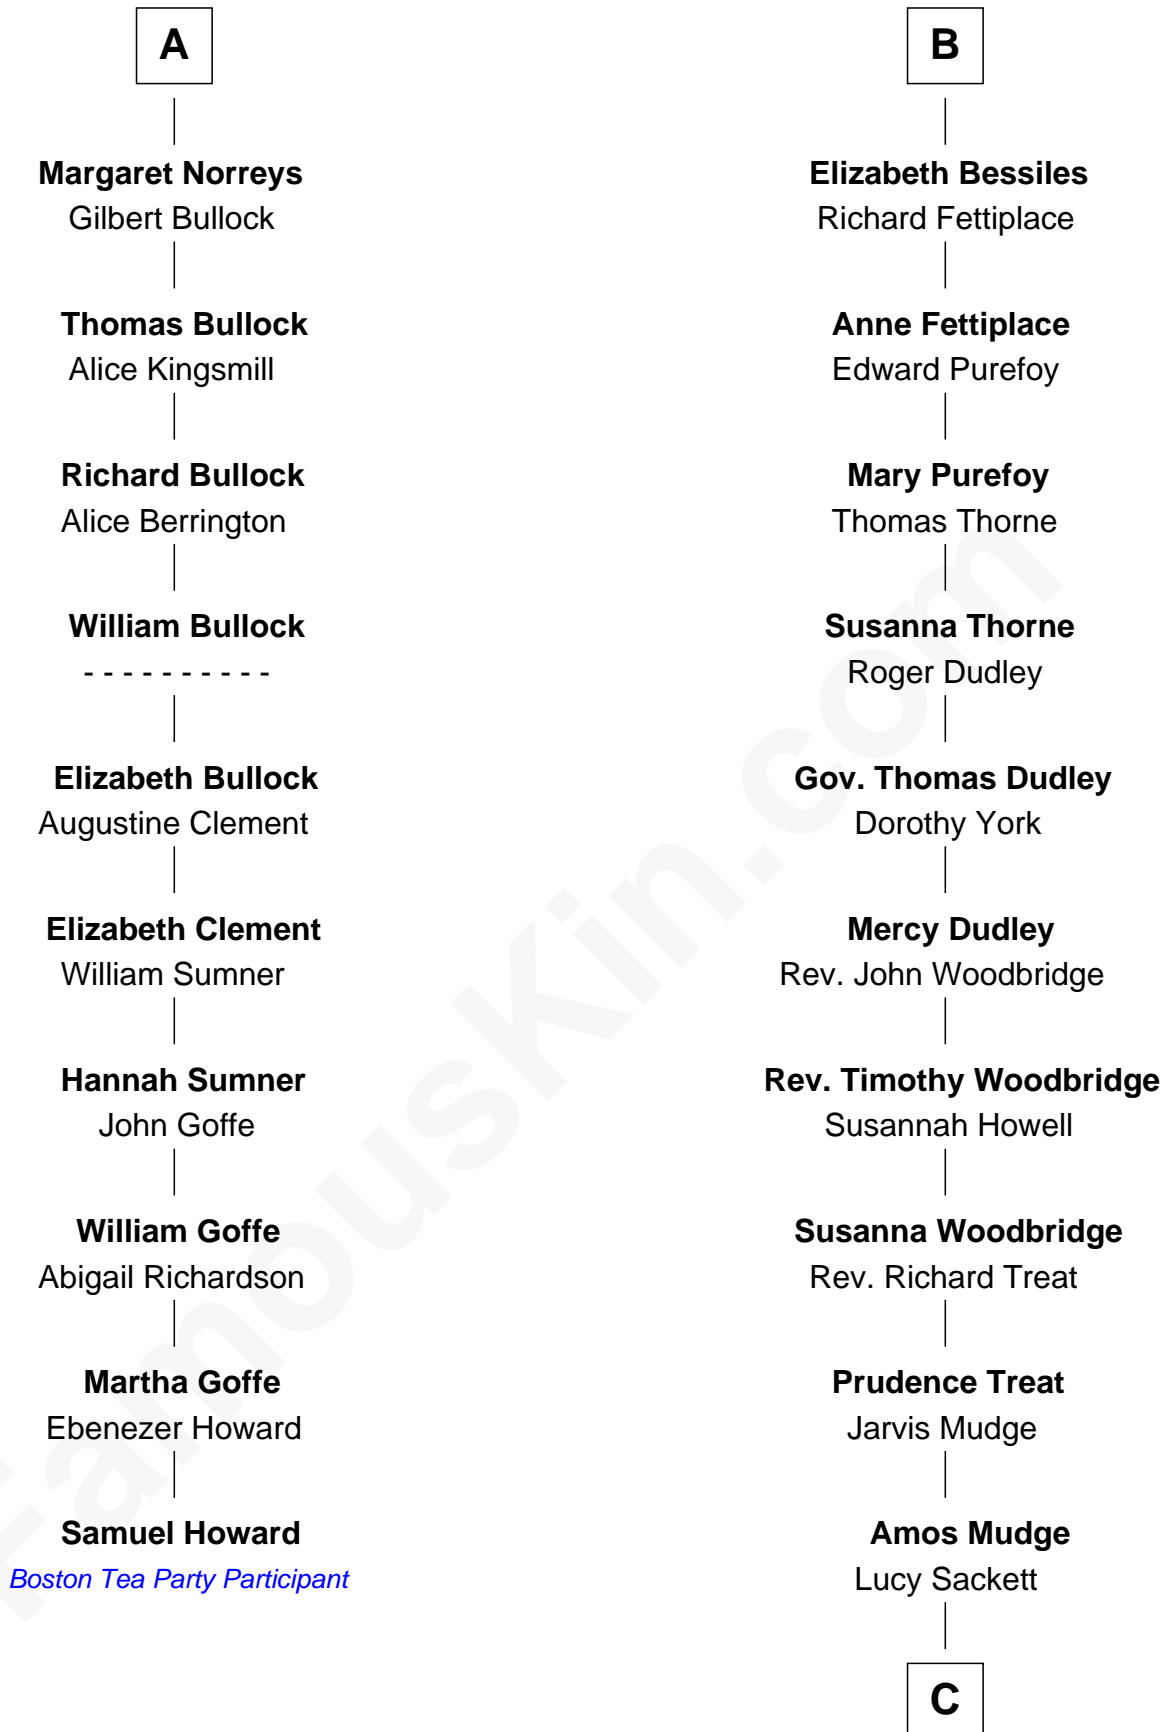 A
Margaret Norreys
Gilbert Bullock
Thomas Bullock
Alice Kingsmill
Richard Bullock
Alice Berrington
William Bullock
- - - - - - - - - -
Elizabeth Bullock
Augustine Clement
Elizabeth Clement
William Sumner
Hannah Sumner
John Goffe
William Goffe
Abigail Richardson
Martha Goffe
Ebenezer Howard
Samuel Howard
Boston Tea Party Participant
B
Elizabeth Bessiles
Richard Fettiplace
Anne Fettiplace
Edward Purefoy
Mary Purefoy
Thomas Thorne
Susanna Thorne
Roger Dudley
Gov. Thomas Dudley
Dorothy York
Mercy Dudley
Rev. John Woodbridge
Rev. Timothy Woodbridge
Susannah Howell
Susanna Woodbridge
Rev. Richard Treat
Prudence Treat
Jarvis Mudge
Amos Mudge
Lucy Sackett
C
FamousKin.com